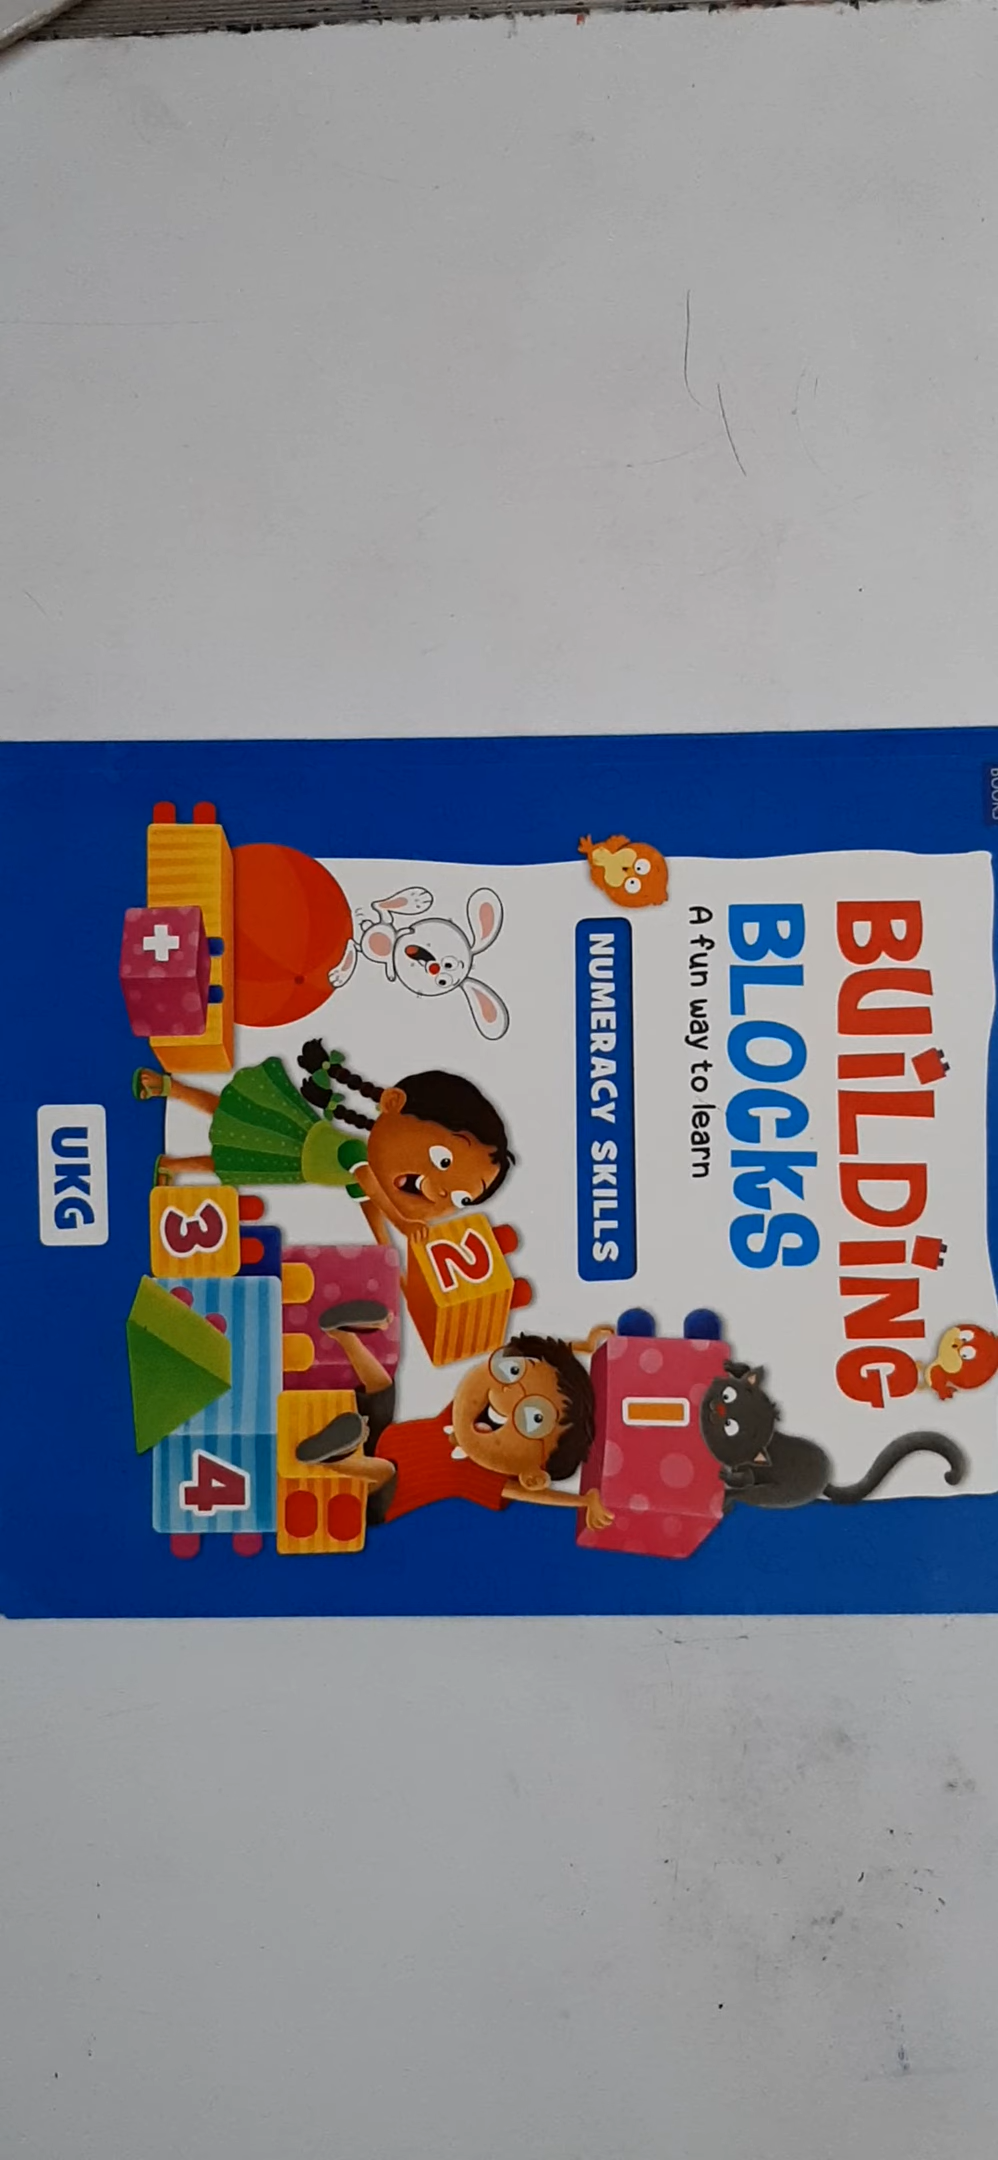 BUiLDiNG
BLOCKS
A fun way to learn
NUMERACY SKILLS
1
2
3
4
+
UKG